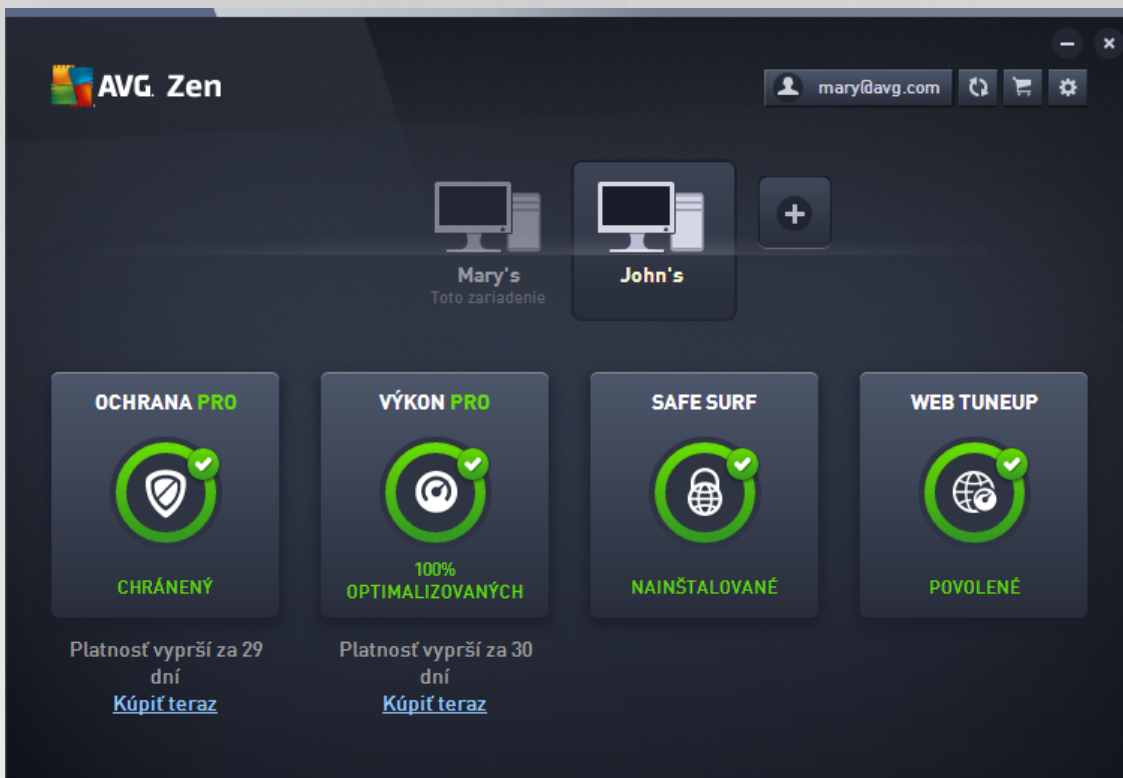 AVG. Zen
mary@avg.com
Mary's
Toto zariadenie
John's
OCHRANA PRO
CHRÁNENÝ
Platnosť vyprší za 29
dní
Kúpiť teraz
VÝKON PRO
100%
OPTIMALIZOVANÝCH
Platnosť vyprší za 30
dní
Kúpiť teraz
SAFE SURF
NAINŠTALOVANÉ
WEB TUNEUP
POVOLENÉ